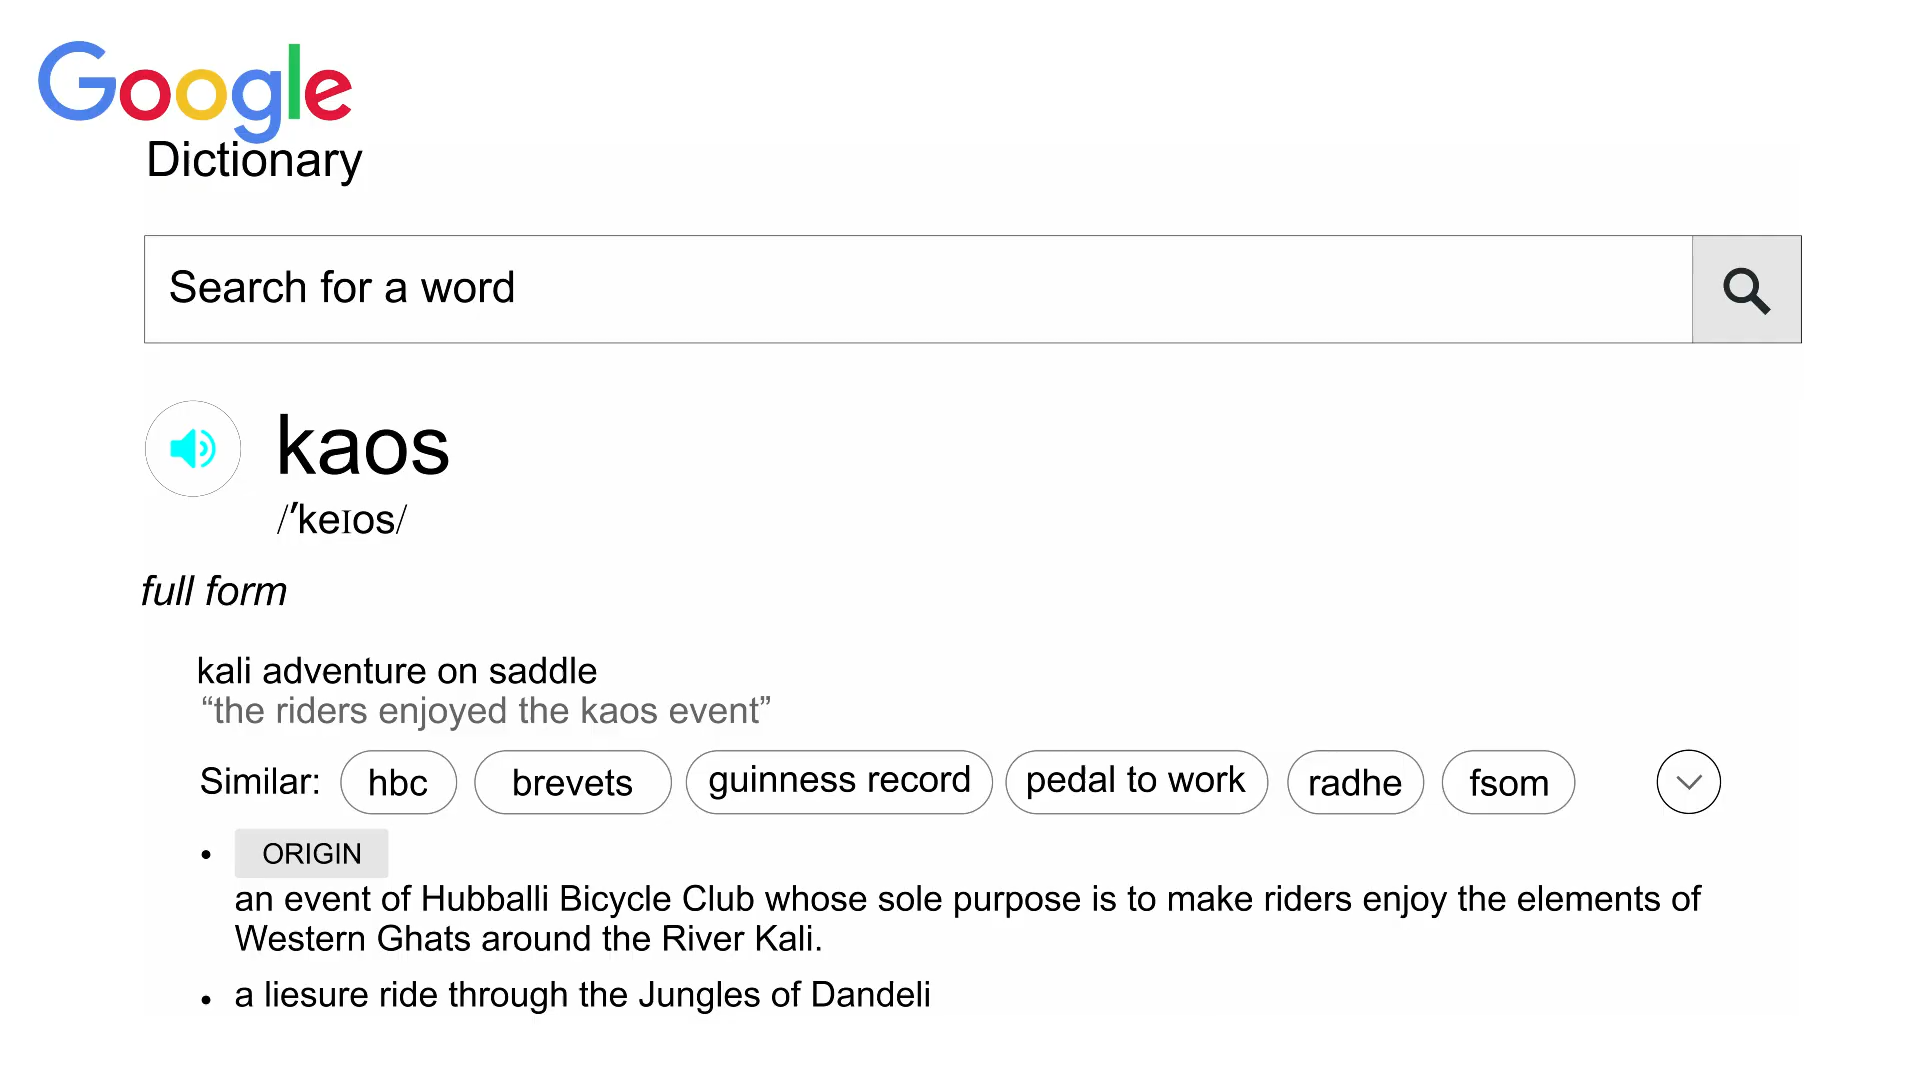 Google
Dictionary
Search for a word
kaos
/ʹkeɪos/
full form
kali adventure on saddle
“the riders enjoyed the kaos event”
Similar: hbc brevets guinness record pedal to work radhe fsom
• ORIGIN
an event of Hubballi Bicycle Club whose sole purpose is to make riders enjoy the elements of
Western Ghats around the River Kali.
• a liesure ride through the Jungles of Dandeli